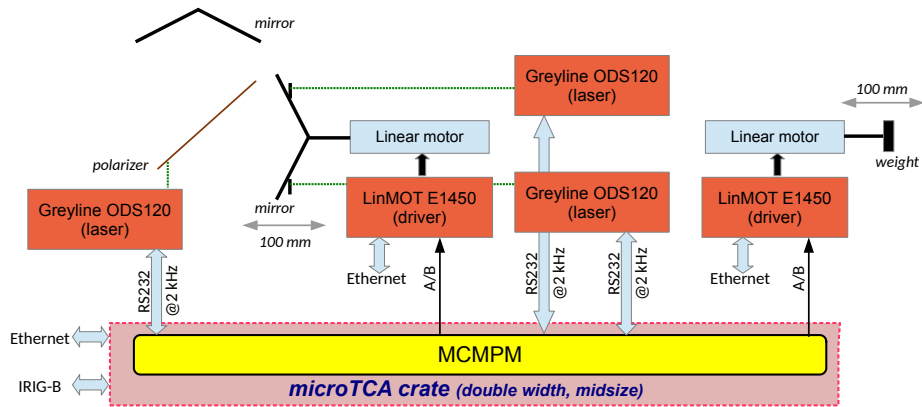 mirror
Greyline ODS120
(laser)
100 mm
Linear motor
Linear motor
polarizer
weight
Greyline ODS120
(laser)
mirror
100 mm
LinMOT E1450
(driver)
Greyline ODS120
(laser)
LinMOT E1450
(driver)
RS232
@2 kHz
Ethernet
A/B
RS232
@2 kHz
RS232
@2 kHz
Ethernet
A/B
Ethernet
MCMPM
IRIG-B
microTCA crate (double width, midsize)